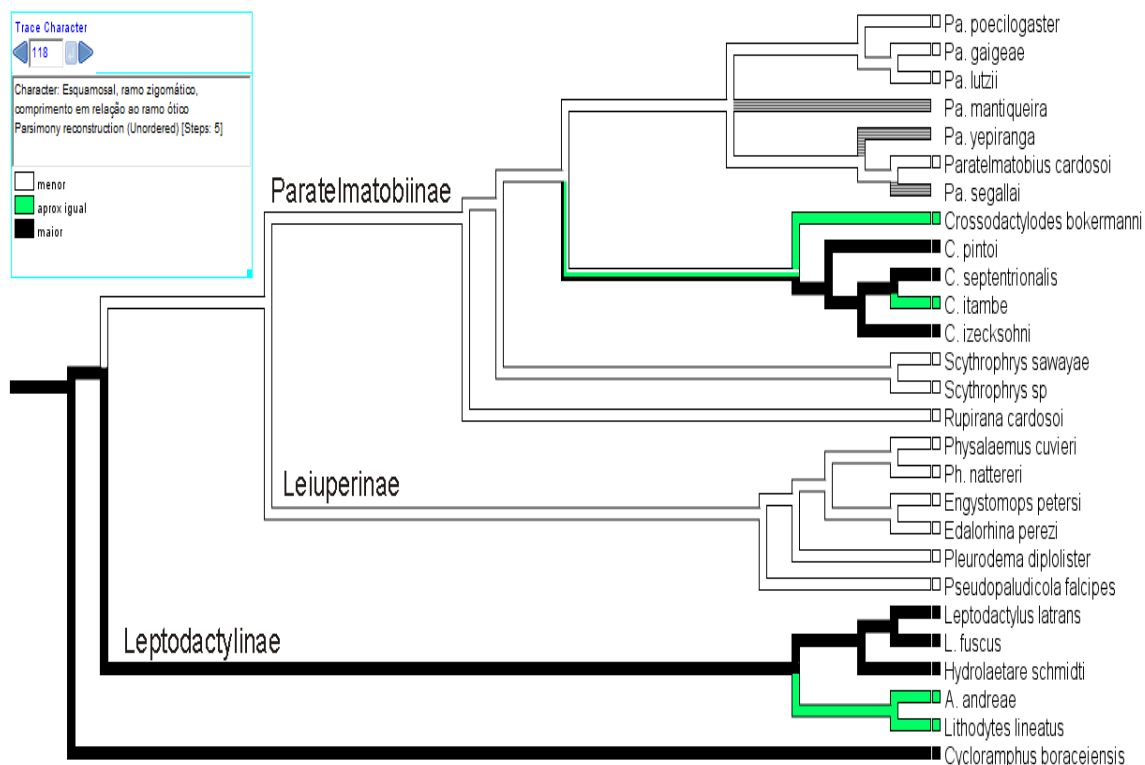 Trace Character
118
Character: Esquamosal, ramo zigomático,
comprimento em relação ao ramo ótico
Parsimony reconstruction (Unordered) [Steps: 5]
menor
aprox igual
maior
Paratelmatobiinae
Leiuperinae
Leptodactylinae
Pa. poecilogaster
Pa. gaigeae
Pa. lutzii
Pa. mantiqueira
Pa. yepiranga
Paratelmatobius cardosoi
Pa. segallai
Crossodactylodes bokermanni
C. pintoi
C. septentrionalis
C. itambe
C. izecksohni
Scythrophrys sawayae
Scythrophrys sp
Rupirana cardosoi
Physalaemus cuvieri
Ph. nattereri
Engystomops petersi
Edalorhina perezi
Pleurodema diplolister
Pseudopaludicola falcipes
Leptodactylus latrans
L. fuscus
Hydrolaetare schmidti
A. andreae
Lithodytes lineatus
Cycloramphus boraceiensis